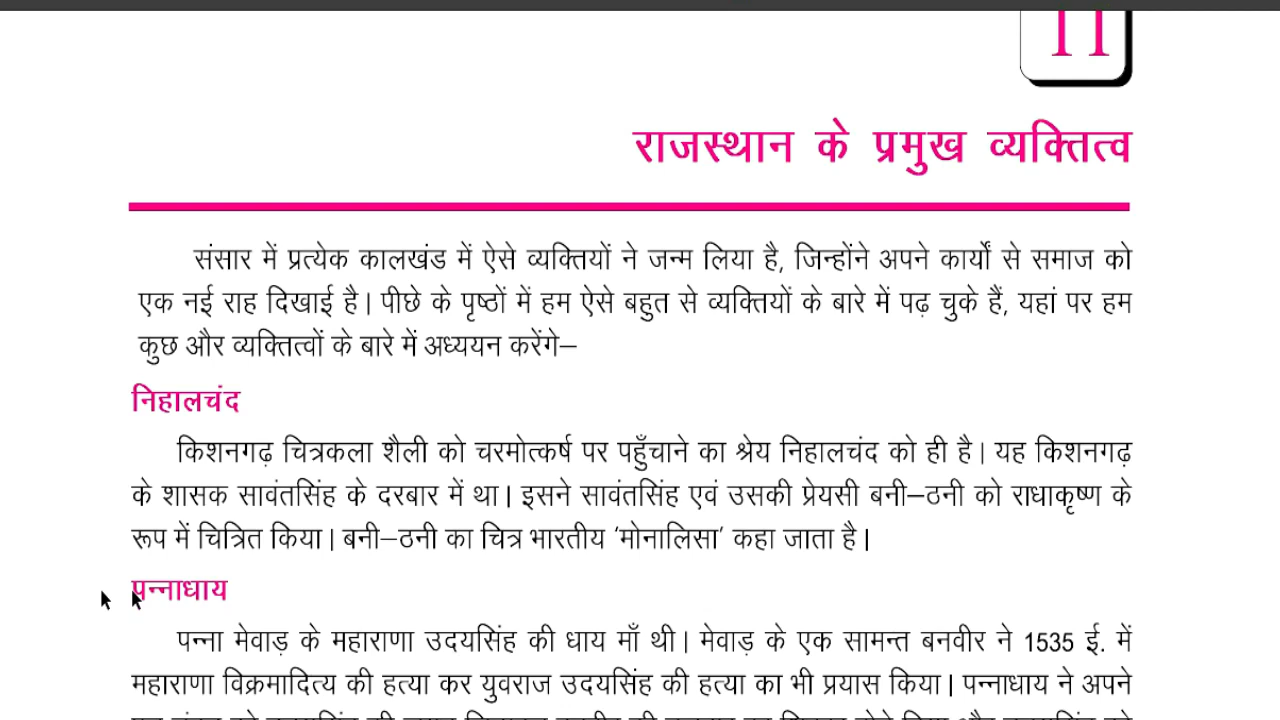 11
राजस्थान के प्रमुख व्यक्तित्व
संसार में प्रत्येक कालखंड में ऐसे व्यक्तियों ने जन्म लिया है, जिन्होंने अपने कार्यों से समाज को
एक नई राह दिखाई है। पीछे के पृष्ठों में हम ऐसे बहुत से व्यक्तियों के बारे में पढ़ चुके हैं, यहां पर हम
कुछ और व्यक्तित्वों के बारे में अध्ययन करेंगे–
निहालचंद
किशनगढ़ चित्रकला शैली को चरमोत्कर्ष पर पहुँचाने का श्रेय निहालचंद को ही है। यह किशनगढ़
के शासक सावंतसिंह के दरबार में था। इसने सावंतसिंह एवं उसकी प्रेयसी बनी–ठनी को राधाकृष्ण के
रूप में चित्रित किया। बनी–ठनी का चित्र भारतीय 'मोनालिसा' कहा जाता है।
पन्नाधाय
पन्ना मेवाड़ के महाराणा उदयसिंह की धाय माँ थी। मेवाड़ के एक सामन्त बनवीर ने 1535 ई. में
महाराणा विक्रमादित्य की हत्या कर युवराज उदयसिंह की हत्या का भी प्रयास किया। पन्नाधाय ने अपने